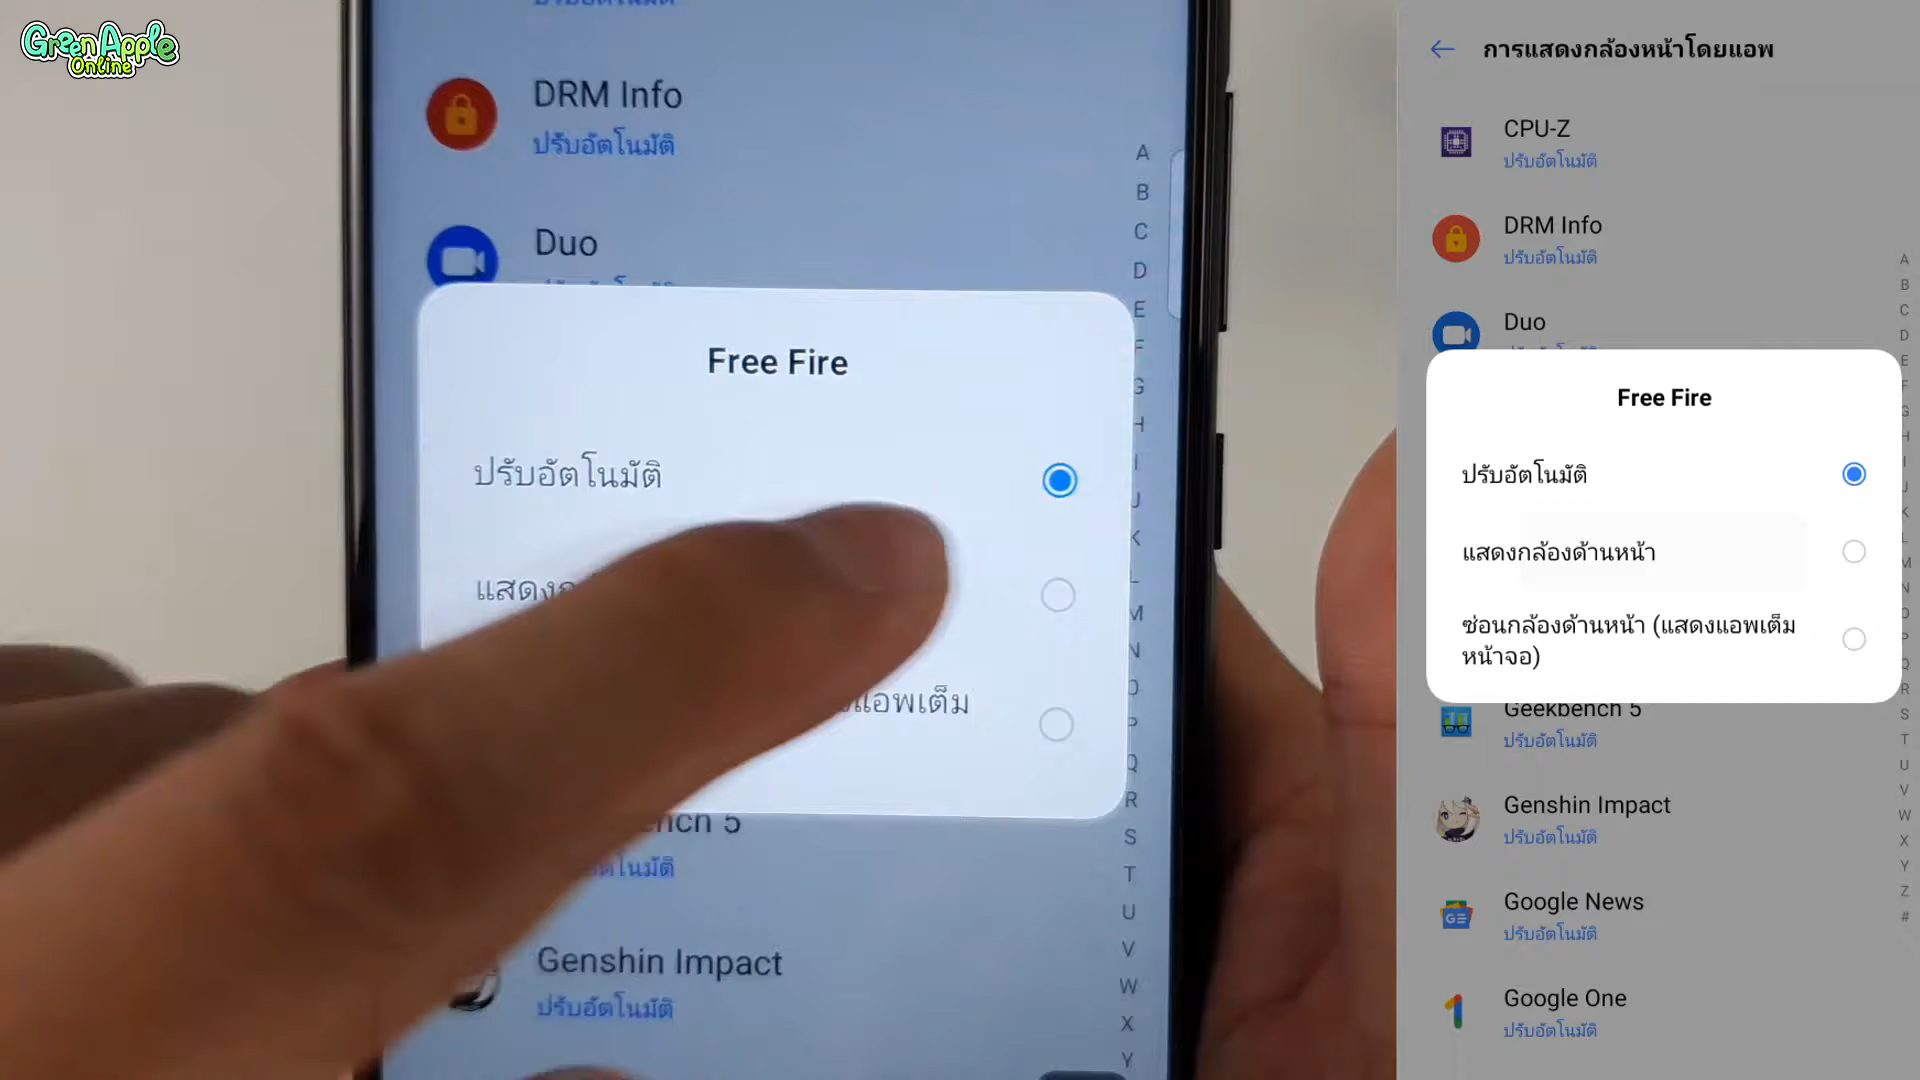 Green Apple
Online
DRM Info
ปรับอัตโนมัติ
Duo
Free Fire
ปรับอัตโนมัติ
แอพเต็ม
ปรับอัตโนมัติ
Genshin Impact
ปรับอัตโนมัติ
A
B
C
D
E
F
G
H
I
J
K
L
M
N
O
P
Q
R
S
T
U
V
W
X
Y
การแสดงกล้องหน้าโดยแอพ
CPU-Z
ปรับอัตโนมัติ
DRM Info
ปรับอัตโนมัติ
Duo
Free Fire
ปรับอัตโนมัติ
แสดงกล้องด้านหน้า
ซ่อนกล้องด้านหน้า (แสดงแอพเต็ม
หน้าจอ)
Geekbench 5
ปรับอัตโนมัติ
Genshin Impact
ปรับอัตโนมัติ
Google News
ปรับอัตโนมัติ
Google One
ปรับอัตโนมัติ
A
B
C
D
E
F
G
H
I
J
K
L
M
N
O
P
Q
R
S
T
U
V
W
X
Y
Z
#